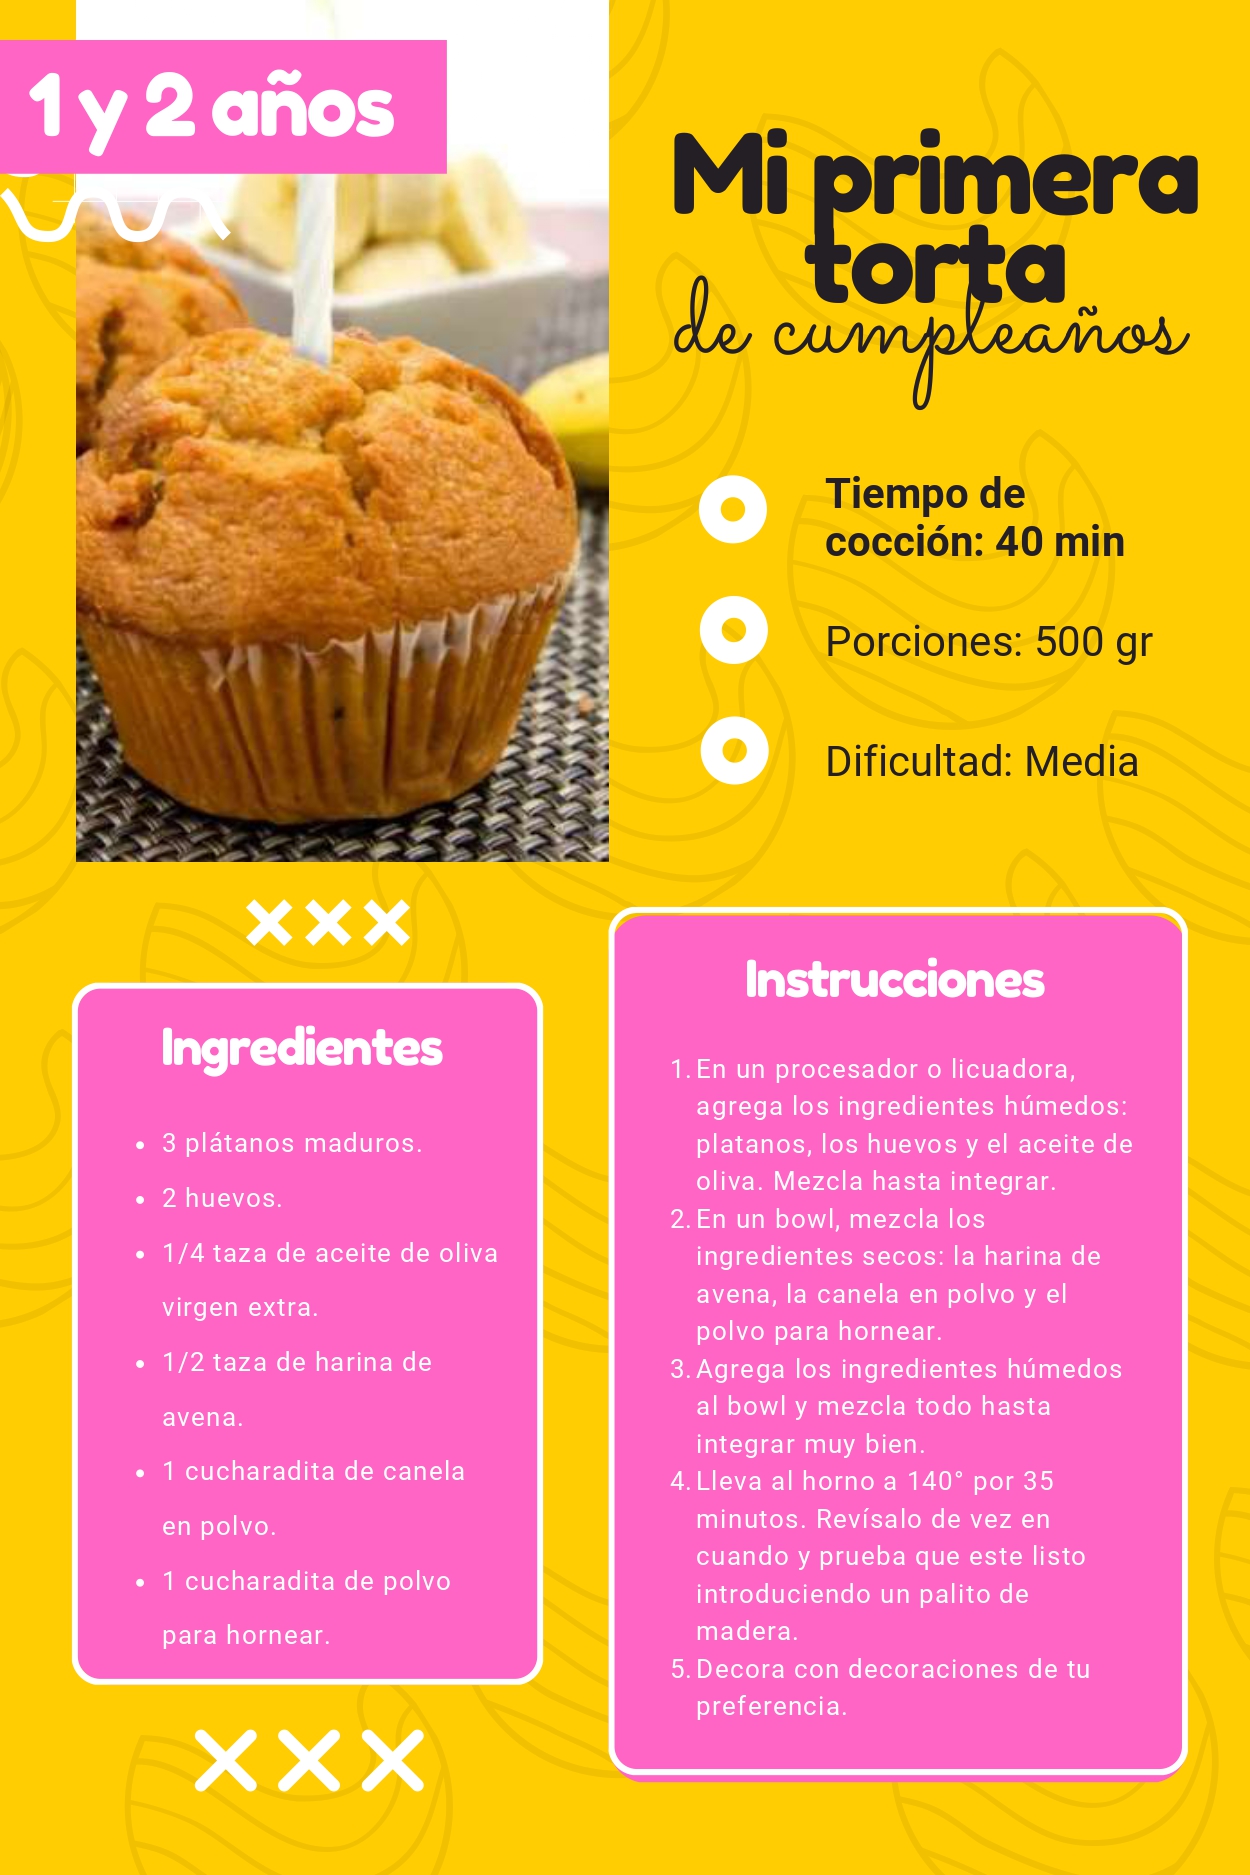 1 y 2 años
Mi primera
torta
de cumpleaños
Tiempo de
cocción: 40 min
Porciones: 500 gr
Dificultad: Media
Ingredientes
• 3 plátanos maduros.
• 2 huevos.
• 1/4 taza de aceite de oliva
virgen extra.
• 1/2 taza de harina de
avena.
• 1 cucharadita de canela
en polvo.
• 1 cucharadita de polvo
para hornear.
Instrucciones
1. En un procesador o licuadora,
agrega los ingredientes húmedos:
platanos, los huevos y el aceite de
oliva. Mezcla hasta integrar.
2. En un bowl, mezcla los
ingredientes secos: la harina de
avena, la canela en polvo y el
polvo para hornear.
3. Agrega los ingredientes húmedos
al bowl y mezcla todo hasta
integrar muy bien.
4. Lleva al horno a 140° por 35
minutos. Revísalo de vez en
cuando y prueba que este listo
introduciendo un palito de
madera.
5. Decora con decoraciones de tu
preferencia.